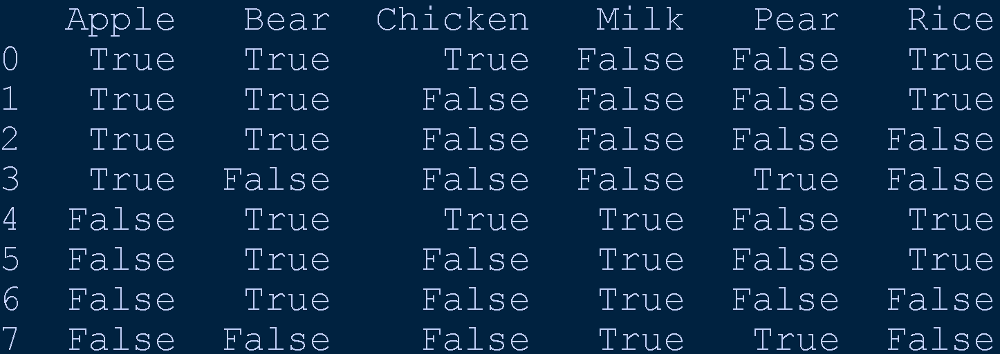 Apple Bear Chicken Milk Pear Rice
0 True True True False False True
1 True True False False False True
2 True True False False False False
3 True False False False True False
4 False True True True False True
5 False True False True False True
6 False True False True False False
7 False False False True True False